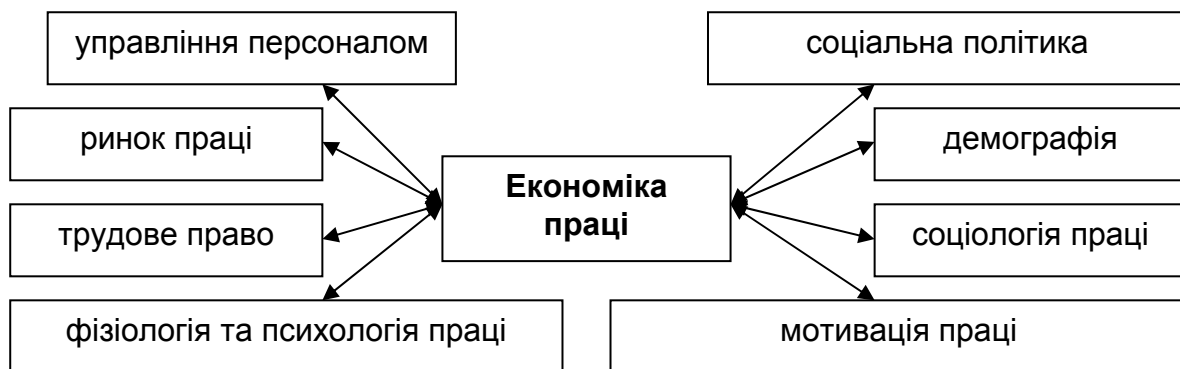 управління персоналом
соціальна політика
ринок праці
демографія
Економіка
праці
трудове право
соціологія праці
фізіологія та психологія праці
мотивація праці